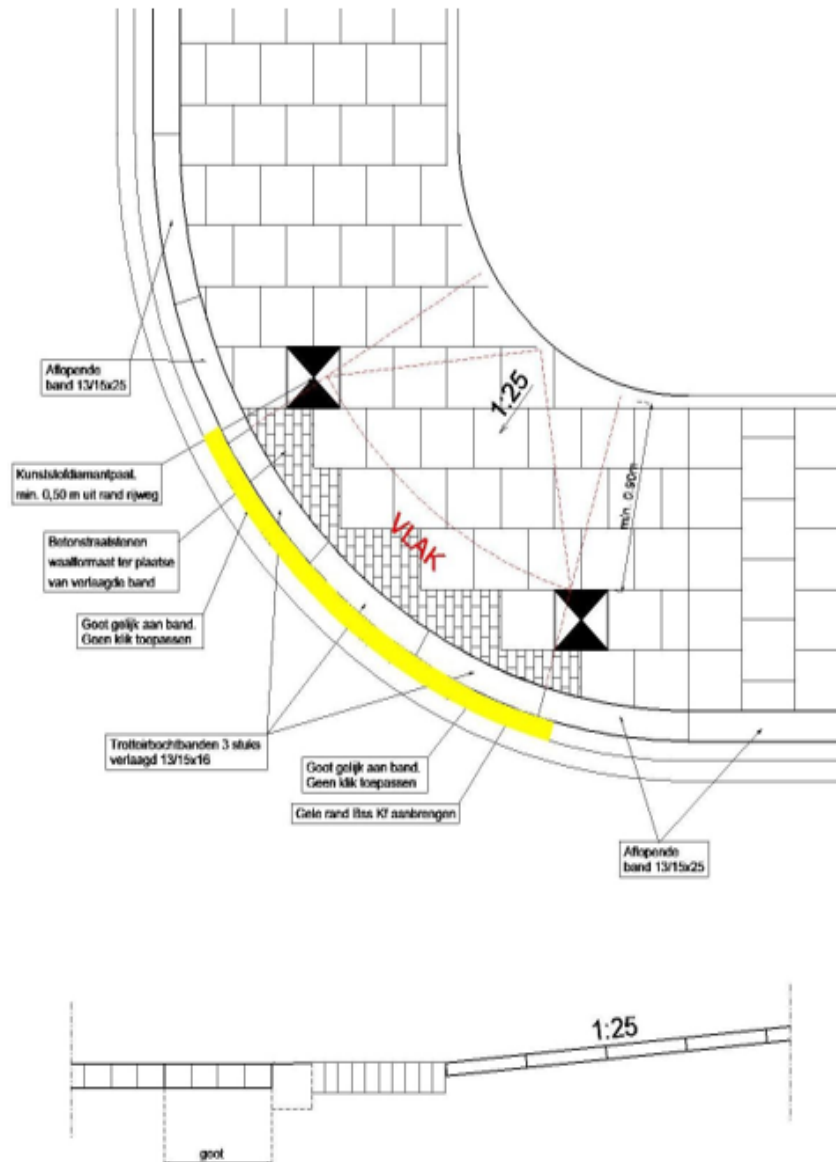 1:25
min. 0.90m
VLAK
Aflopende
band 13/15x25
Kunststofdiamantpaal,
min. 0,50 m uit rand rijweg
Betonstraatstenen
waalformaat ter plaatse
van verlaagde band
Goot gelijk aan band.
Geen klik toepassen
Trottoirbochtbanden 3 stuks
verlaagd 13/15x16
Goot gelijk aan band.
Geen klik toepassen
Gele rand Bss Kf aanbrengen
Aflopende
band 13/15x25
1:25
goot